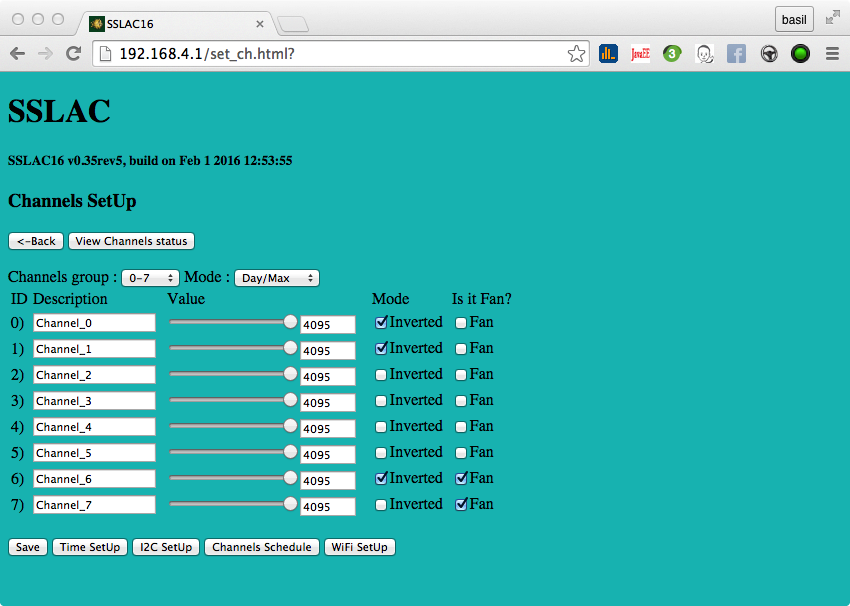 SSLAC16
basil
192.168.4.1/set_ch.html?
JavaEE
3
f
SSLAC
SSLAC16 v0.35rev5, build on Feb 1 2016 12:53:55
Channels SetUp
<-Back View Channels status
Channels group : 0-7 Mode : Day/Max
ID Description Value Mode Is it Fan?
0) Channel_0 4095 Inverted Fan
1) Channel_1 4095 Inverted Fan
2) Channel_2 4095 Inverted Fan
3) Channel_3 4095 Inverted Fan
4) Channel_4 4095 Inverted Fan
5) Channel_5 4095 Inverted Fan
6) Channel_6 4095 Inverted Fan
7) Channel_7 4095 Inverted Fan
Save Time SetUp I2C SetUp Channels Schedule WiFi SetUp